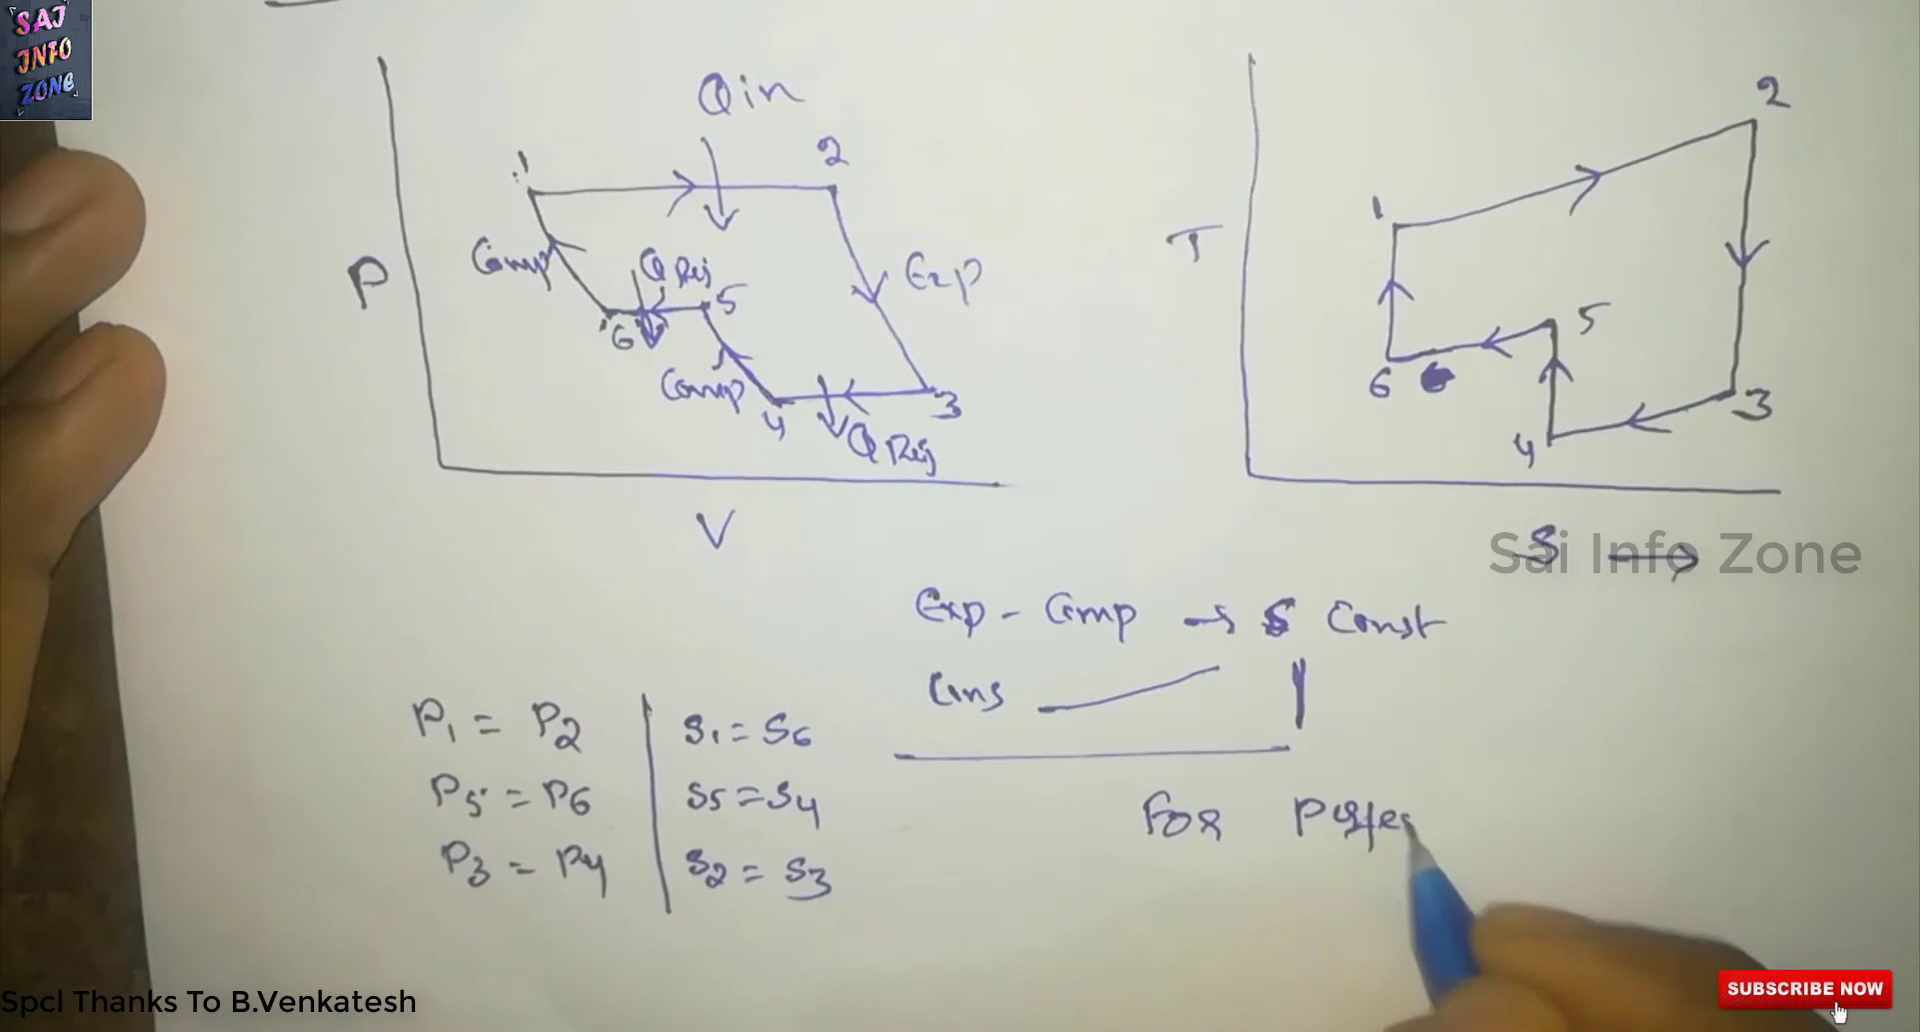 SAI
INFO
ZONE
Qin
1
2
P
Comp
Q Rej
5
Exp
6
Comp
4
3
Q Rej
V
2
1
T
5
6
3
4
S
Sai Info Zone
Exp - Comp → S Const
P1 = P2
S1 = S6
P5 = P6
S5 = S4
P3 = P4
S2 = S3
For
Spcl Thanks To B.Venkatesh
SUBSCRIBE NOW